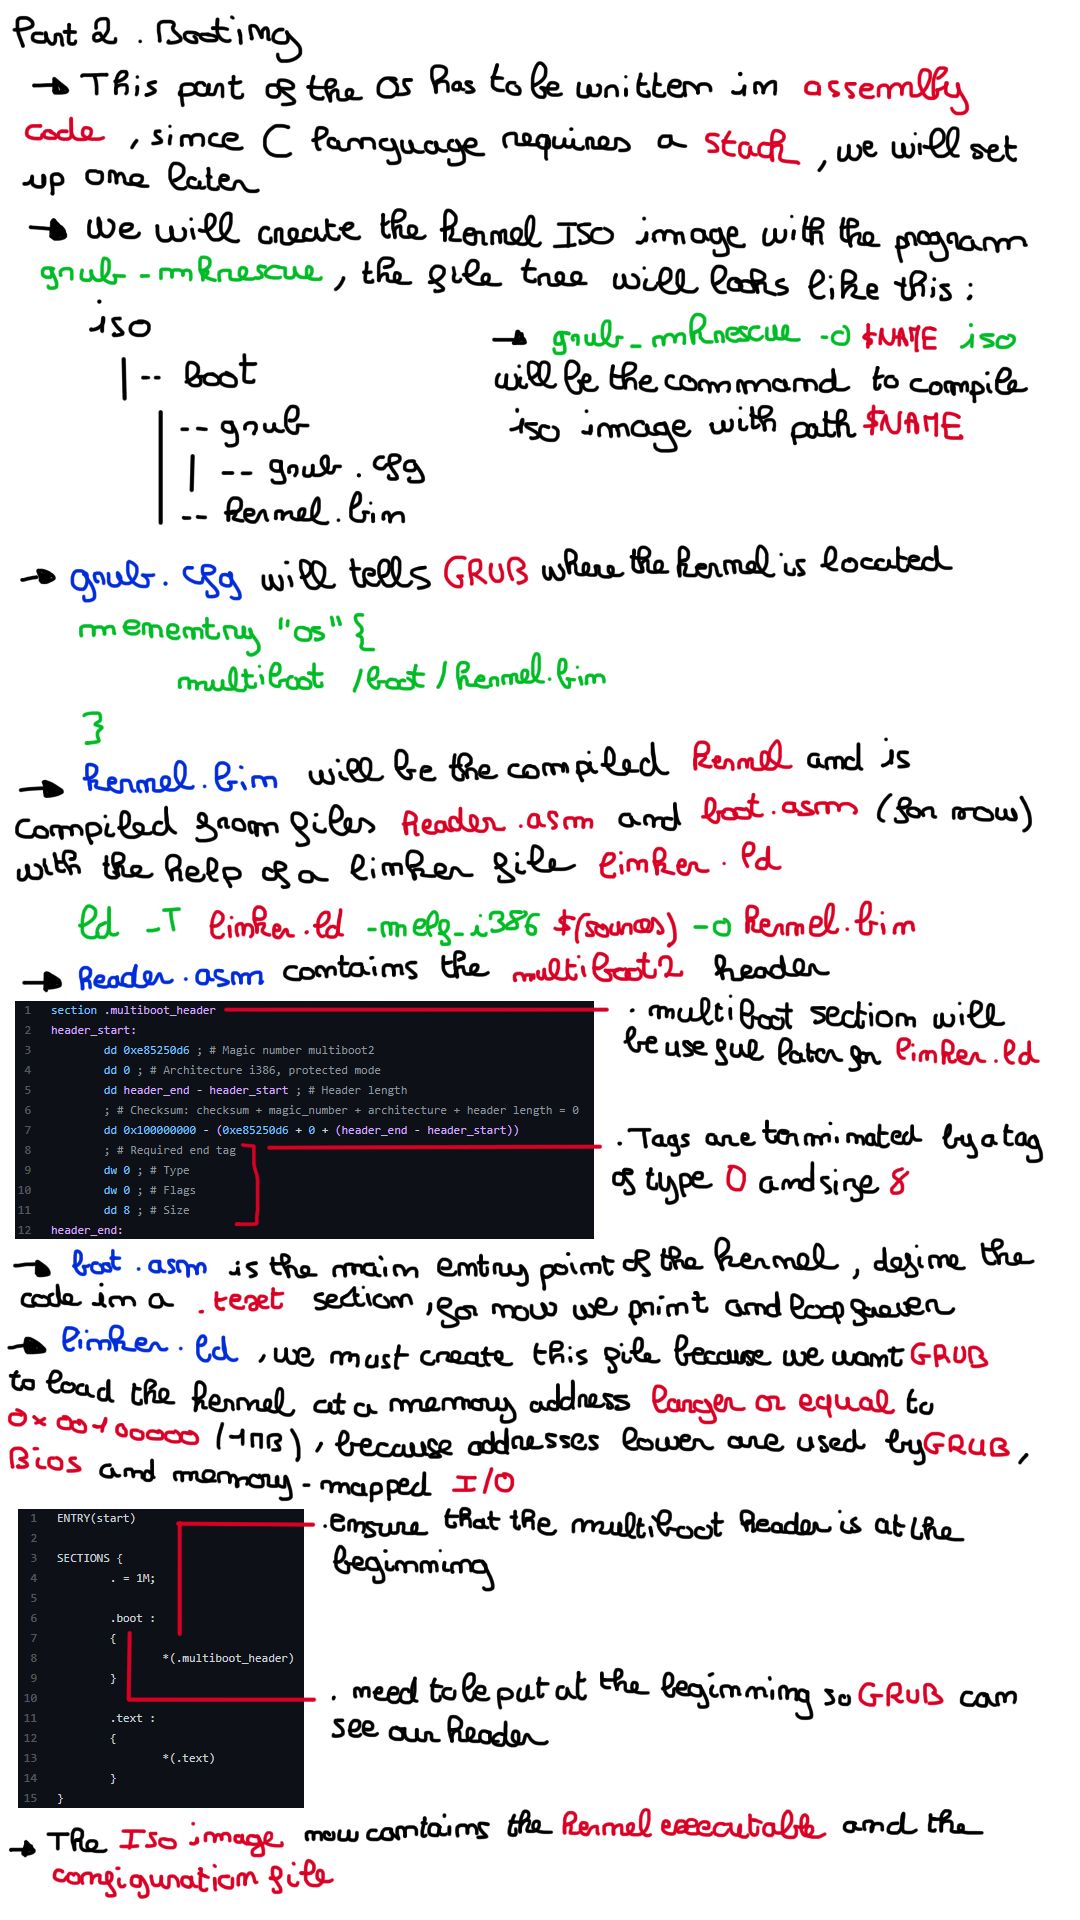 Part 2 . Booting
→ This part of the OS has to be written in assembly
code , since C language requires a stack , we will set
up one later
→ We will create the kernel ISO image with the program
grub - mkrescue , the file tree will looks like this :
iso
|-- boot
| -- grub
| | -- grub . cfg
| -- kernel . bin
→ grub - mkrescue -o $NAME iso
will be the command to compile
iso image with path $NAME
→ grub . cfg will tells GRUB where the kernel is located
menentry "os" {
multiboot /boot / kernel.bin
}
→ kernel . bin will be the compiled kernel and is
compiled from files header . asm and boot . asm (for now)
with the help of a linker file linker . ld
ld -T linker . ld -melf_i386 $(sources) -o kernel . bin
→ header . asm contains the multiboot2 header
1 section .multiboot_header
2 header_start:
3 dd 0xe85250d6 ; # Magic number multiboot2
4 dd 0 ; # Architecture i386, protected mode
5 dd header_end - header_start ; # Header length
6 ; # Checksum: checksum + magic_number + architecture + header length = 0
7 dd 0x100000000 - (0xe85250d6 + 0 + (header_end - header_start))
8 ; # Required end tag
9 dw 0 ; # Type
10 dw 0 ; # Flags
11 dd 8 ; # Size
12 header_end:
. multiboot section will
be useful later for linker.ld
. Tags are terminated by a tag
of type 0 and size 8
→ boot . asm is the main entry point of the kernel , define the
code in a . text section , for now we print and loop forever
→ linker . ld , we must create this file because we want GRUB
to load the kernel at a memory address larger or equal to
0x00100000 (1MB) , because addresses lower are used by GRUB ,
Bios and memory - mapped I/O
1 ENTRY(start)
2
3 SECTIONS {
4 . = 1M;
5
6 .boot :
7 {
8 *(.multiboot_header)
9 }
10
11 .text :
12 {
13 *(.text)
14 }
15 }
. ensure that the multiboot header is at the
beginning
. need to be put at the beginning so GRUB can
see our header
→ The Iso image now contains the kernel executable and the
configuration file